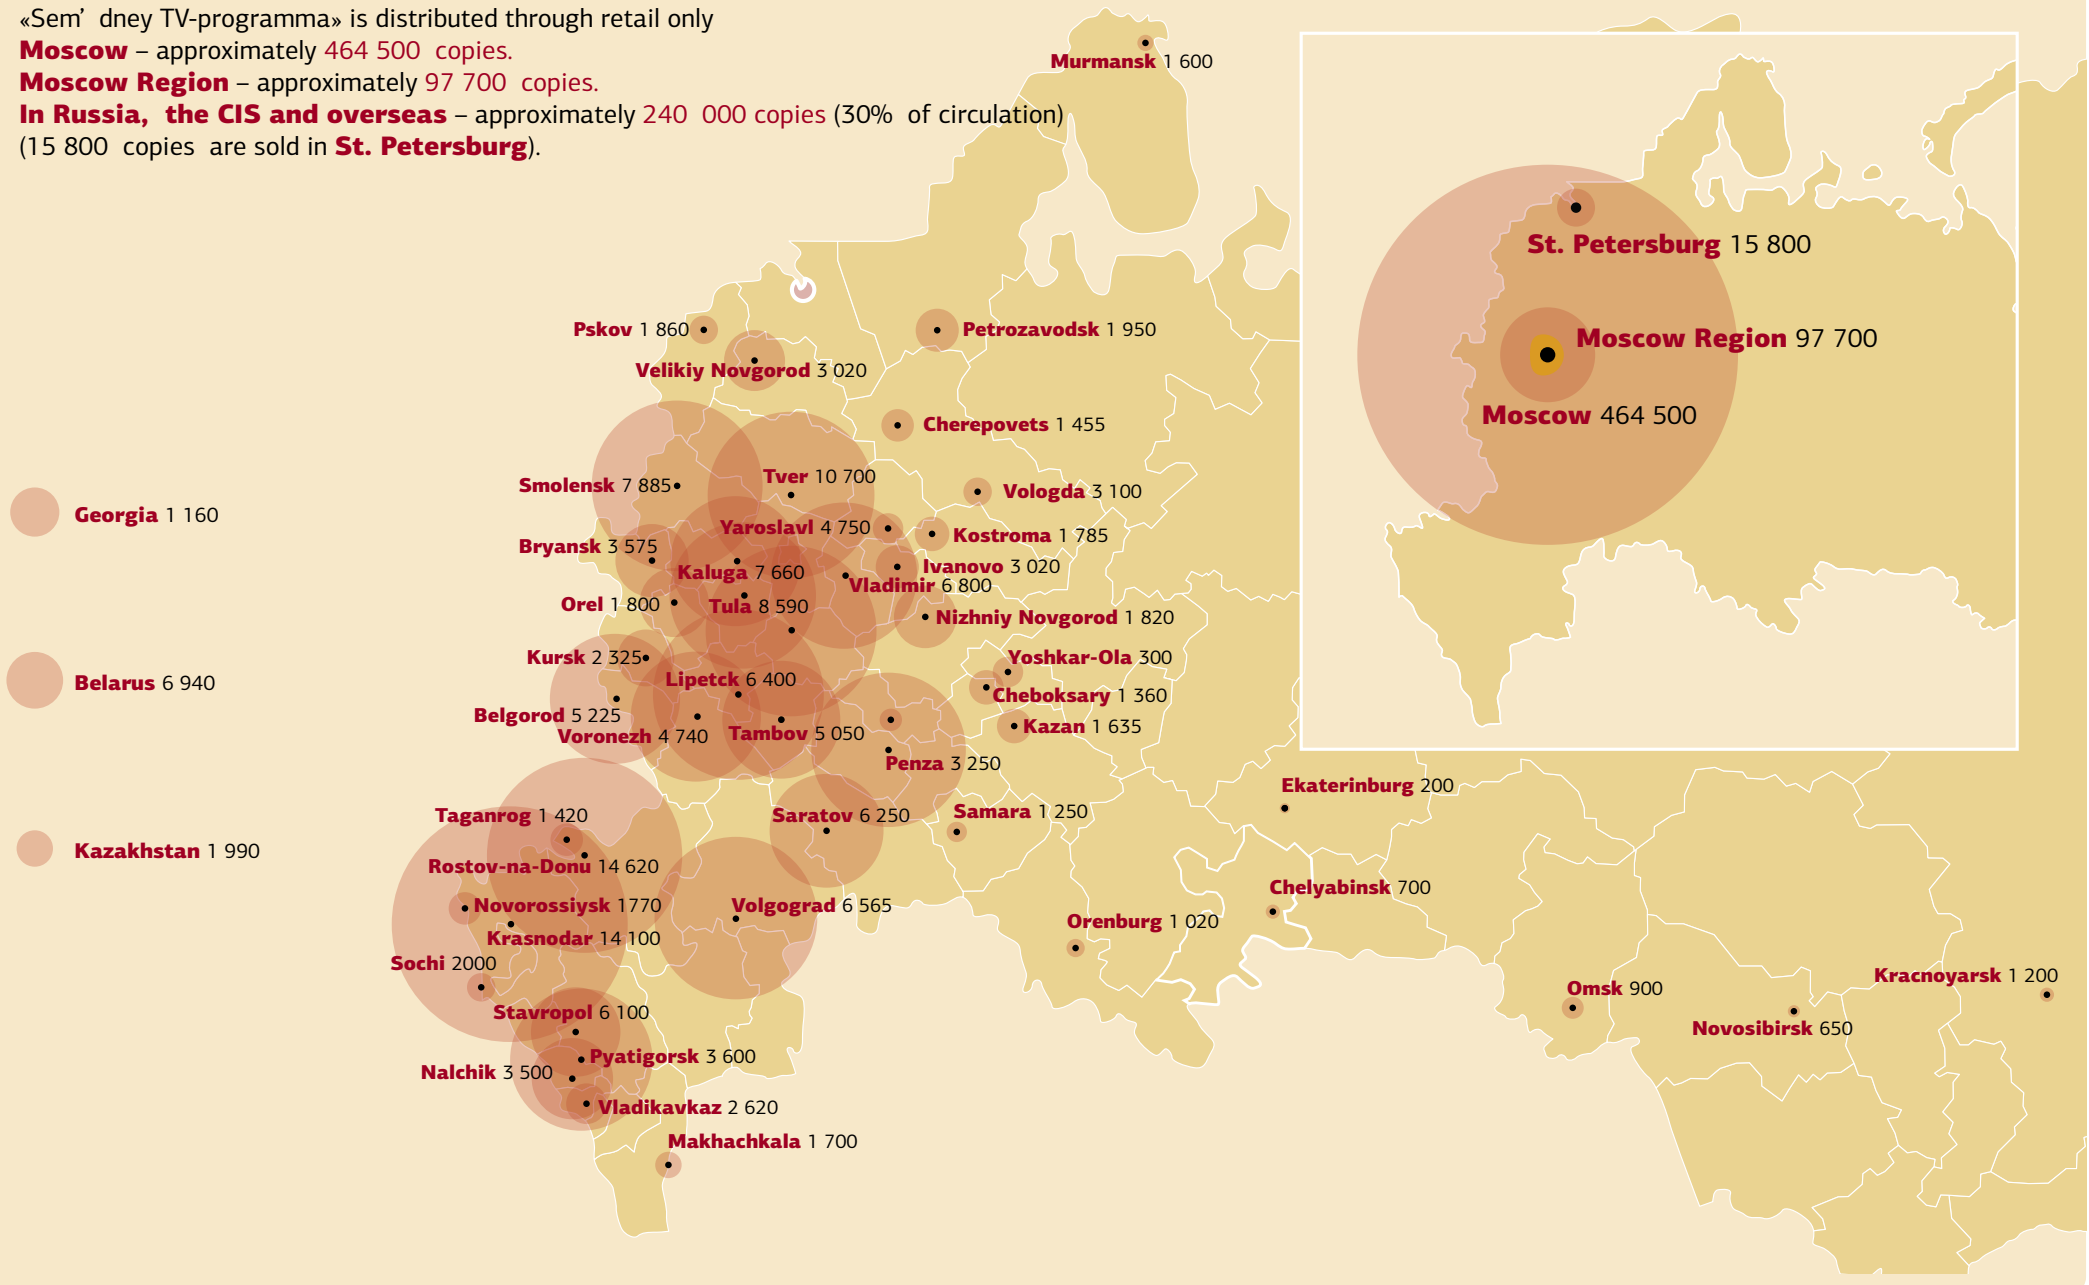 «Sem’ dney TV-programma» is distributed through retail only
Moscow – approximately 464 500 copies.
Moscow Region – approximately 97 700 copies.
In Russia, the CIS and overseas – approximately 240 000 copies (30% of circulation)
(15 800 copies are sold in St. Petersburg).
Murmansk 1 600
St. Petersburg 15 800
Moscow Region 97 700
Moscow 464 500
Pskov 1 860
Petrozavodsk 1 950
Velikiy Novgorod 3 020
Cherepovets 1 455
Tver 10 700
Smolensk 7 885
Vologda 3 100
Georgia 1 160
Yaroslavl 4 750
Kostroma 1 785
Bryansk 3 575
Ivanovo 3 020
Kaluga 7 660
Vladimir 6 800
Orel 1 800
Tula 8 590
Nizhniy Novgorod 1 820
Kursk 2 325
Yoshkar-Ola 300
Lipetck 6 400
Belarus 6 940
Cheboksary 1 360
Belgorod 5 225
Kazan 1 635
Voronezh 4 740
Tambov 5 050
Penza 3 250
Ekaterinburg 200
Taganrog 1 420
Saratov 6 250
Samara 1 250
Kazakhstan 1 990
Rostov-na-Donu 14 620
Chelyabinsk 700
Novorossiysk 1770
Volgograd 6 565
Orenburg 1 020
Krasnodar 14 100
Sochi 2000
Kracnoyarsk 1 200
Omsk 900
Stavropol 6 100
Novosibirsk 650
Pyatigorsk 3 600
Nalchik 3 500
Vladikavkaz 2 620
Makhachkala 1 700